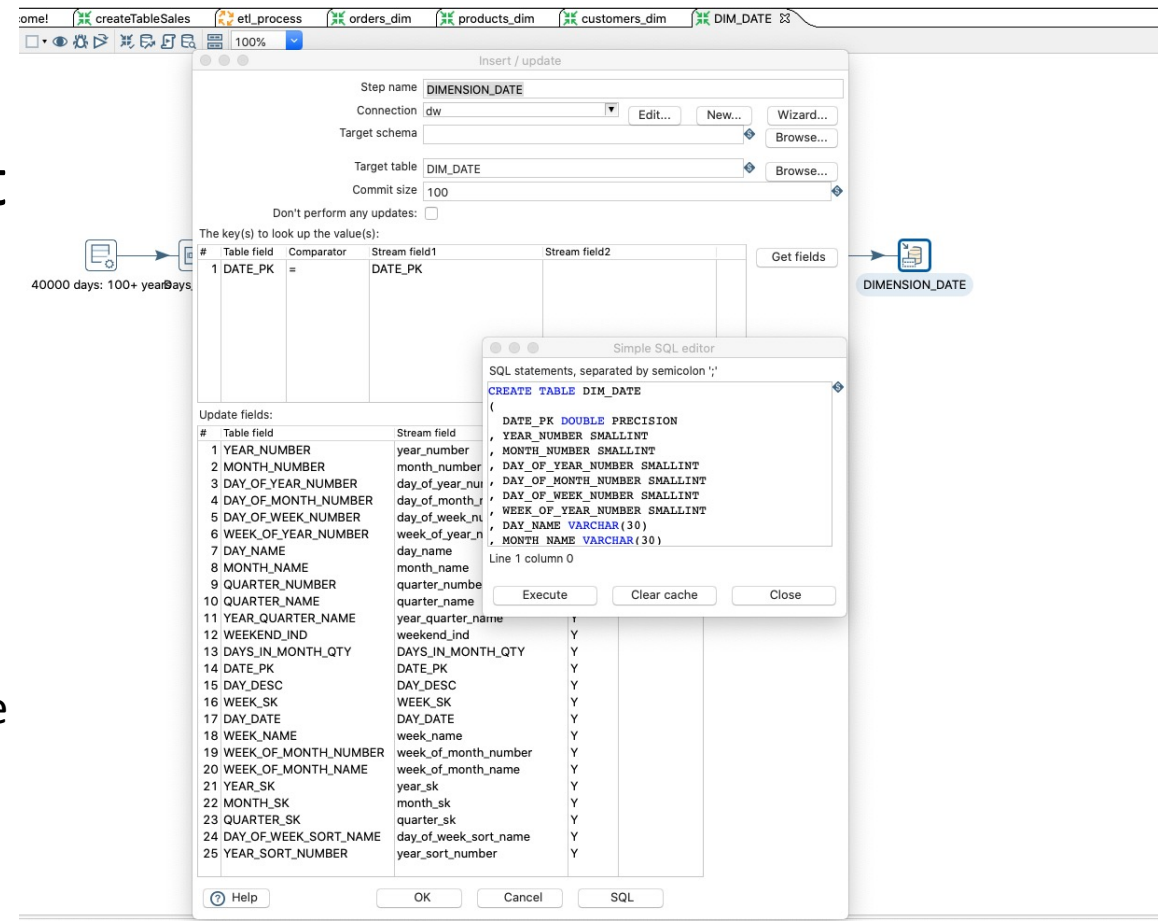 ome! createTableSales etl_process orders_dim products_dim customers_dim DIM_DATE
100%
Insert / update
Step name DIMENSION_DATE
Connection dw Edit... New... Wizard...
Target schema Browse...
Target table DIM_DATE Browse...
Commit size 100
Don't perform any updates:
The key(s) to look up the value(s):
# Table field Comparator Stream field1 Stream field2 Get fields
1 DATE_PK = DATE_PK
40000 days: 100+ years Days_
DIMENSION_DATE
Simple SQL editor
SQL statements, separated by semicolon ';'
CREATE TABLE DIM_DATE
(
DATE_PK DOUBLE PRECISION
, YEAR_NUMBER SMALLINT
, MONTH_NUMBER SMALLINT
, DAY_OF_YEAR_NUMBER SMALLINT
, DAY_OF_MONTH_NUMBER SMALLINT
, DAY_OF_WEEK_NUMBER SMALLINT
, WEEK_OF_YEAR_NUMBER SMALLINT
, DAY_NAME VARCHAR(30)
, MONTH_NAME VARCHAR(30)
Line 1 column 0
Execute Clear cache Close
Update fields:
# Table field Stream field
1 YEAR_NUMBER year_number
2 MONTH_NUMBER month_number
3 DAY_OF_YEAR_NUMBER day_of_year_nu
4 DAY_OF_MONTH_NUMBER day_of_month_
5 DAY_OF_WEEK_NUMBER day_of_week_nu
6 WEEK_OF_YEAR_NUMBER week_of_year_n
7 DAY_NAME day_name
8 MONTH_NAME month_name
9 QUARTER_NUMBER quarter_numbe
10 QUARTER_NAME quarter_name
11 YEAR_QUARTER_NAME year_quarter_name Y
12 WEEKEND_IND weekend_ind Y
13 DAYS_IN_MONTH_QTY DAYS_IN_MONTH_QTY Y
14 DATE_PK DATE_PK Y
15 DAY_DESC DAY_DESC Y
16 WEEK_SK WEEK_SK Y
17 DAY_DATE DAY_DATE Y
18 WEEK_NAME week_name Y
19 WEEK_OF_MONTH_NUMBER week_of_month_number Y
20 WEEK_OF_MONTH_NAME week_of_month_name Y
21 YEAR_SK year_sk Y
22 MONTH_SK month_sk Y
23 QUARTER_SK quarter_sk Y
24 DAY_OF_WEEK_SORT_NAME day_of_week_sort_name Y
25 YEAR_SORT_NUMBER year_sort_number Y
Help OK Cancel SQL
t
e